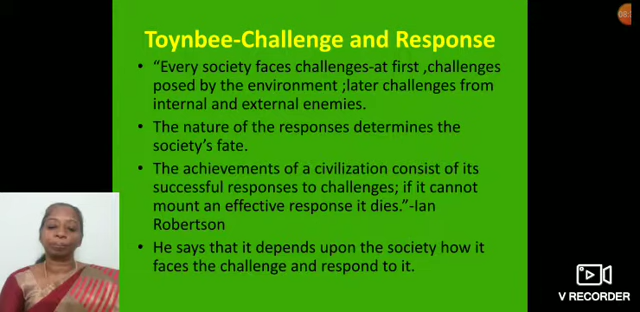 Toynbee-Challenge and Response
• “Every society faces challenges-at first ,challenges
posed by the environment ;later challenges from
internal and external enemies.
• The nature of the responses determines the
society’s fate.
• The achievements of a civilization consist of its
successful responses to challenges; if it cannot
mount an effective response it dies.”-Ian
Robertson
• He says that it depends upon the society how it
faces the challenge and respond to it.
V RECORDER